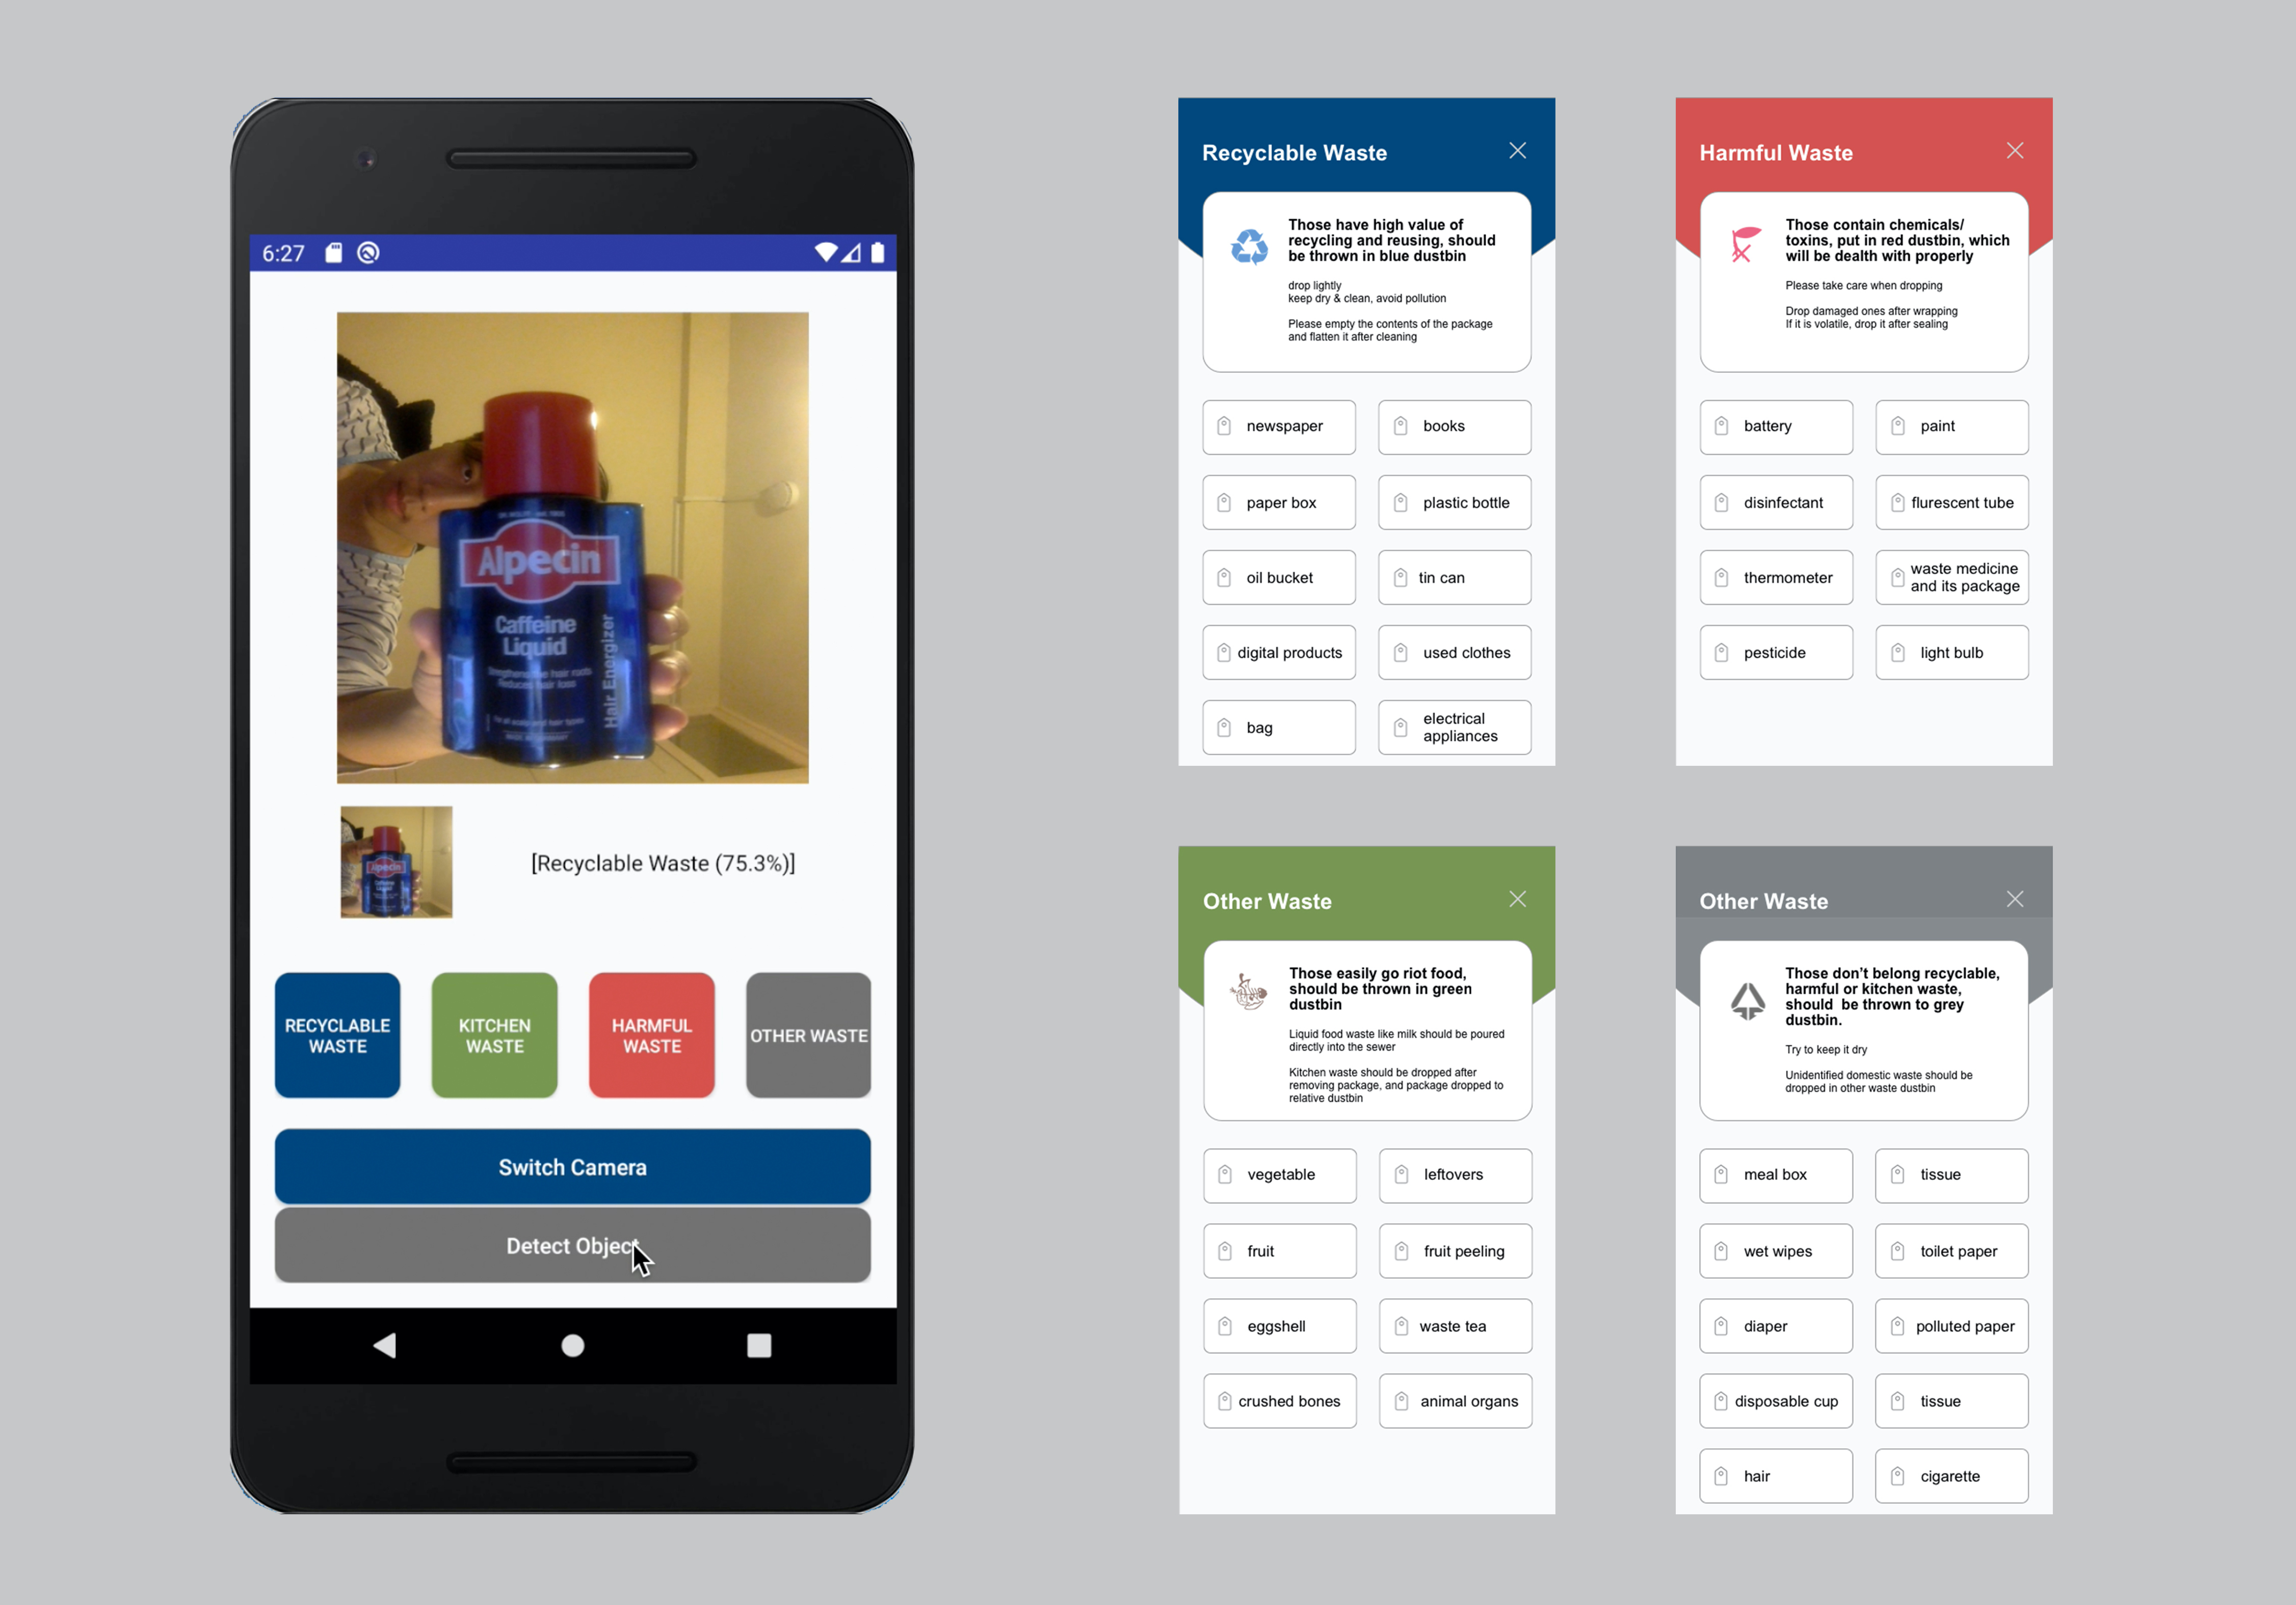 6:27
Alpecin
Caffeine
Liquid
Hair Energizer
Strengthens the hair roots
Reduces hair loss
[Recyclable Waste (75.3%)]
RECYCLABLE
WASTE
KITCHEN
WASTE
HARMFUL
WASTE
OTHER WASTE
Switch Camera
Detect Object
Recyclable Waste
Those have high value of
recycling and reusing, should
be thrown in blue dustbin
drop lightly
keep dry & clean, avoid pollution
Please empty the contents of the package
and flatten it after cleaning
newspaper
books
paper box
plastic bottle
oil bucket
tin can
digital products
used clothes
bag
electrical
appliances
Harmful Waste
Those contain chemicals/
toxins, put in red dustbin, which
will be dealth with properly
Please take care when dropping
Drop damaged ones after wrapping
If it is volatile, drop it after sealing
battery
paint
disinfectant
flurescent tube
thermometer
waste medicine
and its package
pesticide
light bulb
Other Waste
Those easily go riot food,
should be thrown in green
dustbin
Liquid food waste like milk should be poured
directly into the sewer
Kitchen waste should be dropped after
removing package, and package dropped to
relative dustbin
vegetable
leftovers
fruit
fruit peeling
eggshell
waste tea
crushed bones
animal organs
Other Waste
Those don't belong recyclable,
harmful or kitchen waste,
should be thrown to grey
dustbin.
Try to keep it dry
Unidentified domestic waste should be
dropped in other waste dustbin
meal box
tissue
wet wipes
toilet paper
diaper
polluted paper
disposable cup
tissue
hair
cigarette